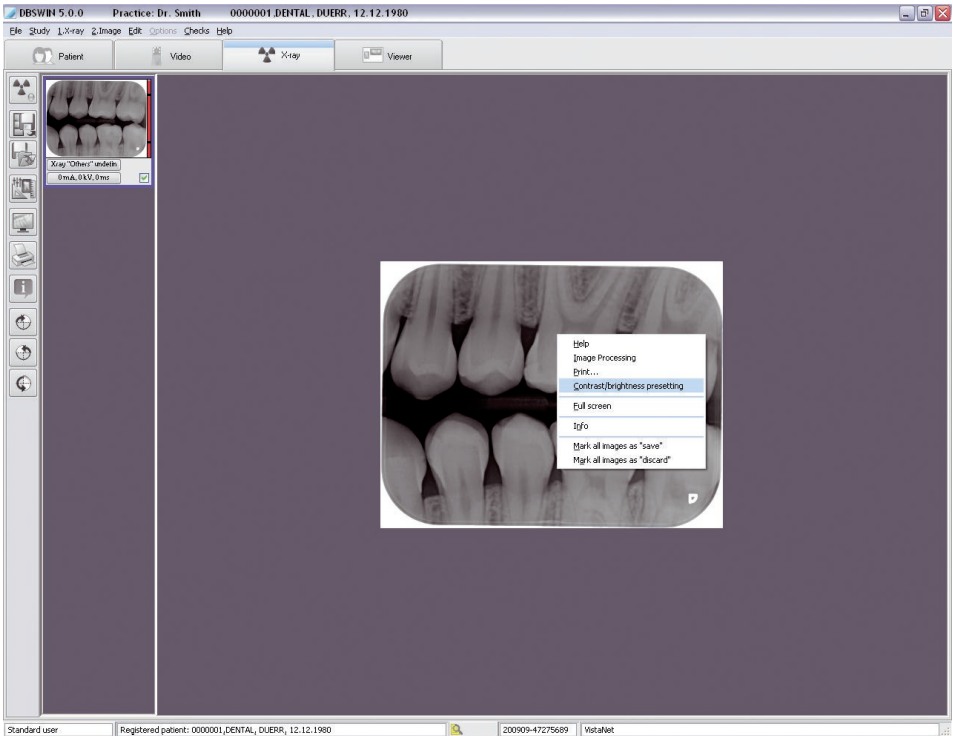 DBSWIN 5.0.0 Practice: Dr. Smith 0000001 ,DENTAL , DUERR, 12.12.1980
File Study 1.X-ray 2.Image Edit Options Checks Help
Patient Video X-ray Viewer
Xray "Others" undefin
0mA, 0kV, 0ms
Help
Image Processing
Print...
Contrast/brightness presetting
Full screen
Info
Mark all images as "save"
Mark all images as "discard"
Standard user Registered patient: 0000001,DENTAL, DUERR, 12.12.1980 200909-47275689 VistaNet